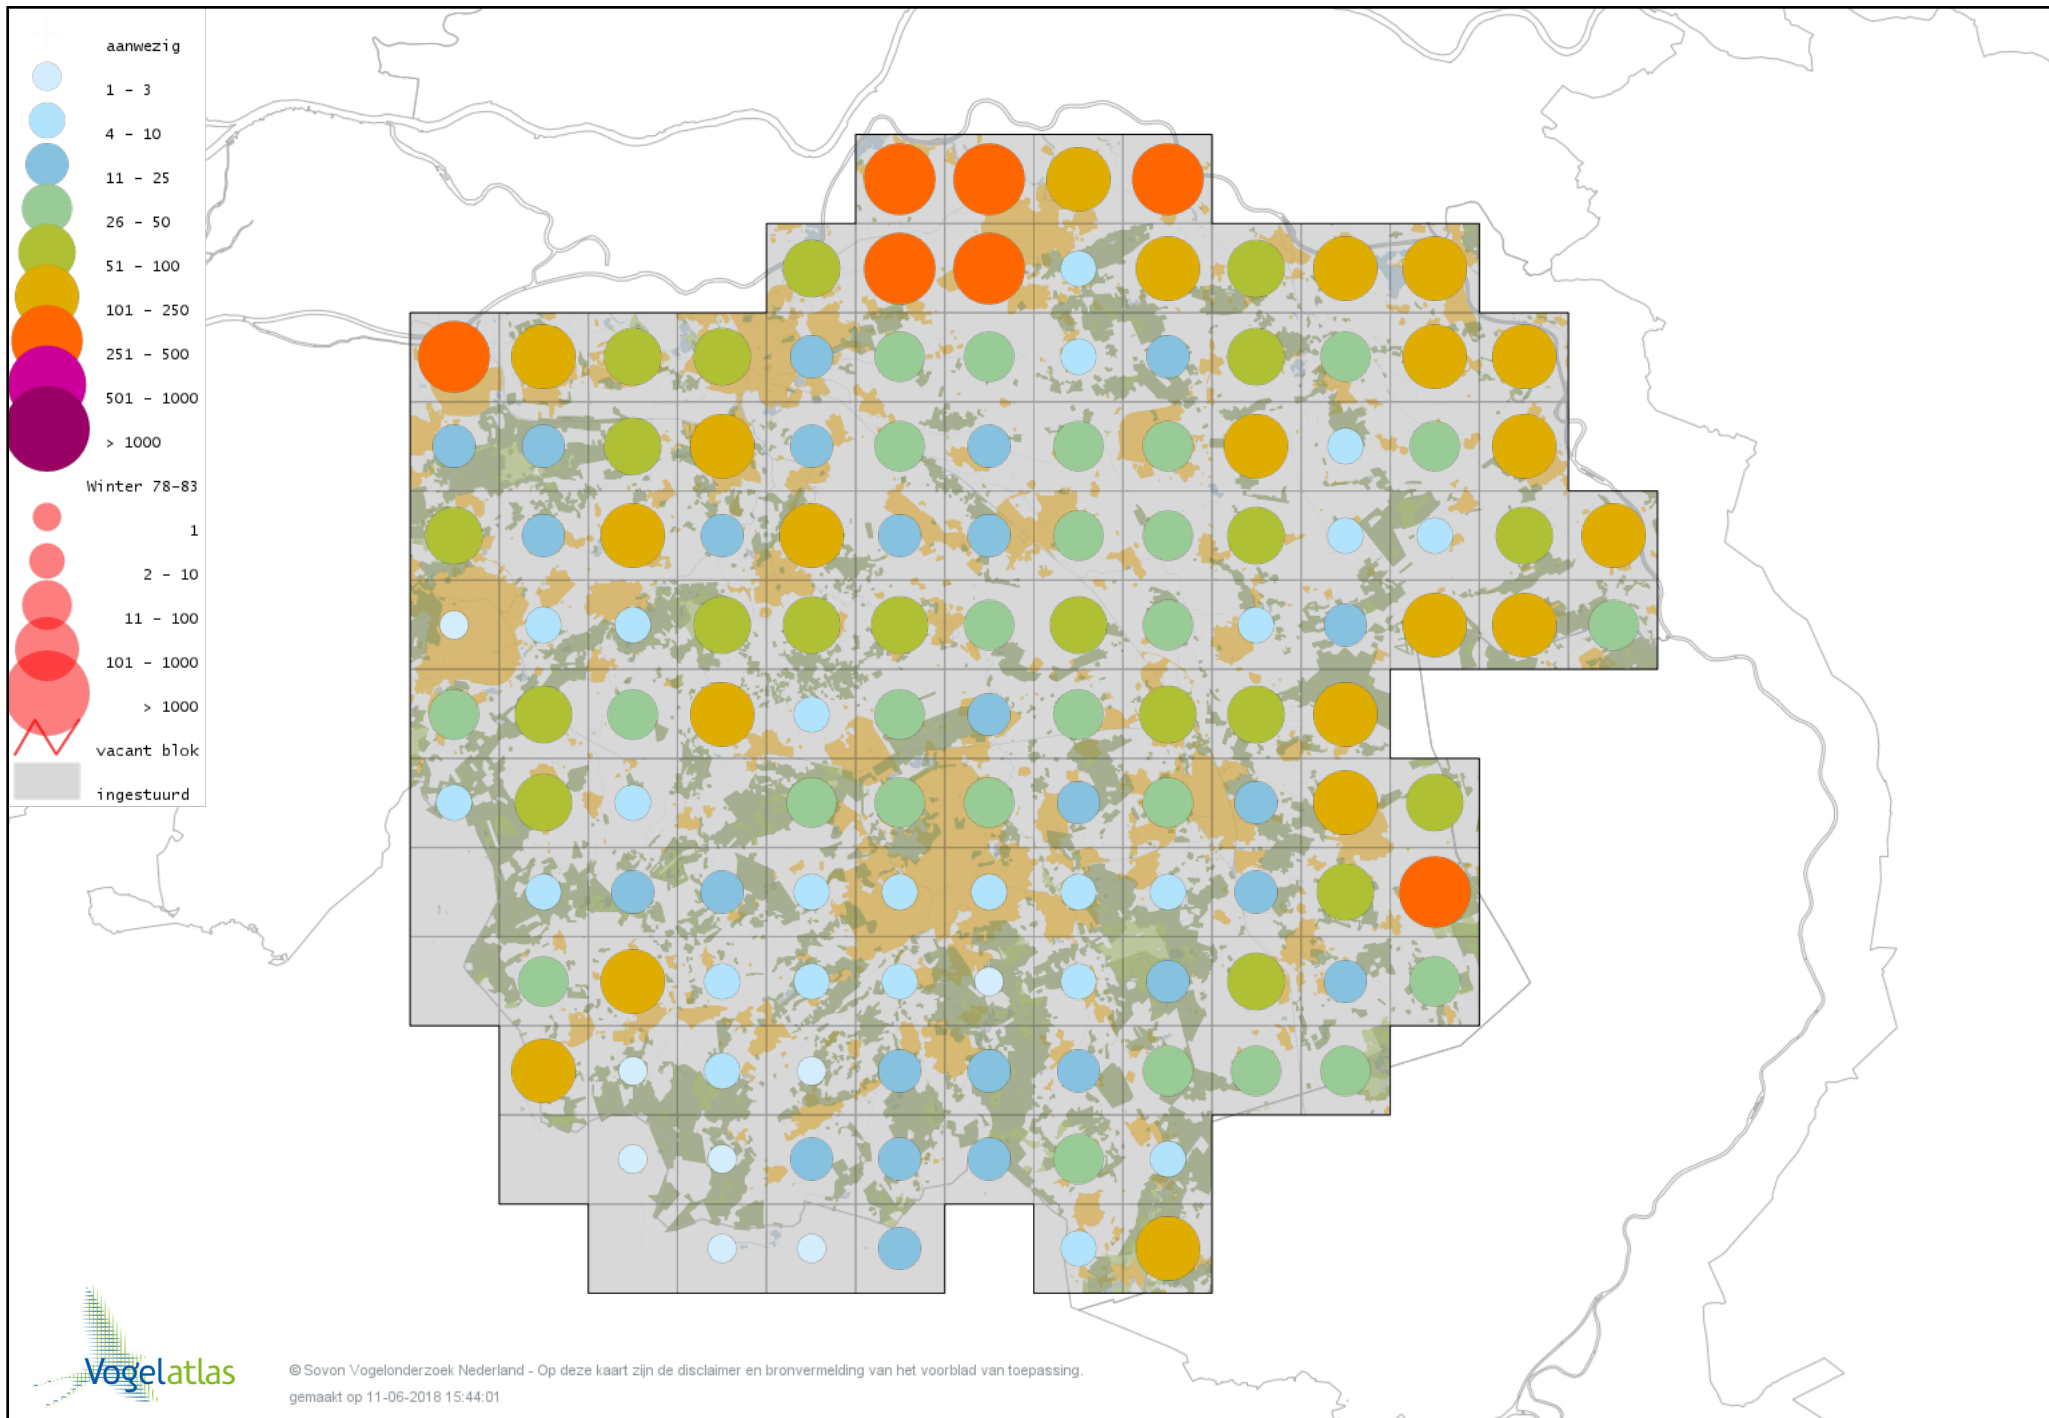 aanwezig
1 - 3
4 - 10
11 - 25
26 - 50
51 - 100
101 - 250
251 - 500
501 - 1000
> 1000
Winter 78-83
1
2 - 10
11 - 100
101 - 1000
> 1000
vacant blok
ingestuurd
Vogelatlas
© Sovon Vogelonderzoek Nederland - Op deze kaart zijn de disclaimer en bronvermelding van het voorblad van toepassing.
gemaakt op 11-06-2018 15:44:01